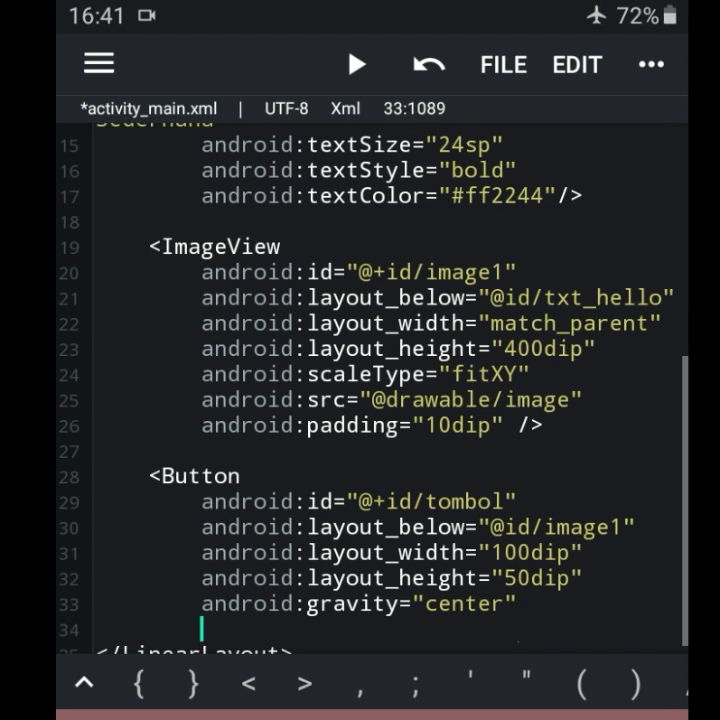 16:41 72%
FILE EDIT
*activity_main.xml | UTF-8 Xml 33:1089
15 android:textSize="24sp"
16 android:textStyle="bold"
17 android:textColor="#ff2244"/>
18
19 <ImageView
20 android:id="@+id/image1"
21 android:layout_below="@id/txt_hello"
22 android:layout_width="match_parent"
23 android:layout_height="400dip"
24 android:scaleType="fitXY"
25 android:src="@drawable/image"
26 android:padding="10dip" />
27
28 <Button
29 android:id="@+id/tombol"
30 android:layout_below="@id/image1"
31 android:layout_width="100dip"
32 android:layout_height="50dip"
33 android:gravity="center"
34
35 </LinearLayout>
{ } < > , ; ' " ( )